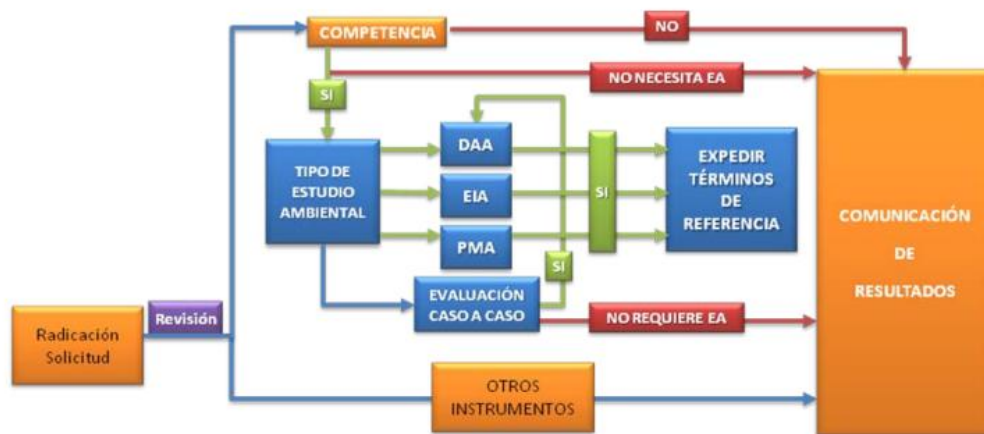 COMPETENCIA
NO
NO NECESITA EA
SI
TIPO DE
ESTUDIO
AMBIENTAL
DAA
EIA
PMA
SI
EXPEDIR
TÉRMINOS
DE
REFERENCIA
SI
EVALUACIÓN
CASO A CASO
NO REQUIERE EA
COMUNICACIÓN
DE
RESULTADOS
Revisión
Radicación
Solicitud
OTROS
INSTRUMENTOS